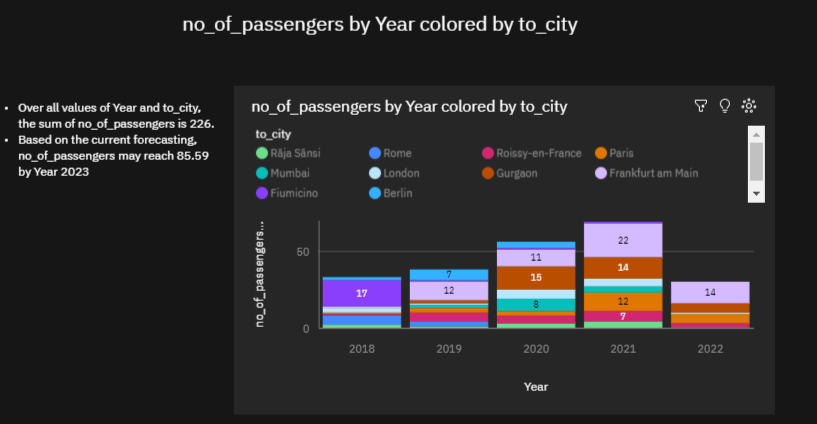 no_of_passengers by Year colored by to_city
• Over all values of Year and to_city,
the sum of no_of_passengers is 226.
• Based on the current forecasting,
no_of_passengers may reach 85.59
by Year 2023
no_of_passengers by Year colored by to_city
to_city
Rāja Sānsi Rome Roissy-en-France Paris
Mumbai London Gurgaon Frankfurt am Main
Fiumicino Berlin
no_of_passengers...
50
0
17
7
12
11
15
8
22
14
12
7
14
2018 2019 2020 2021 2022
Year